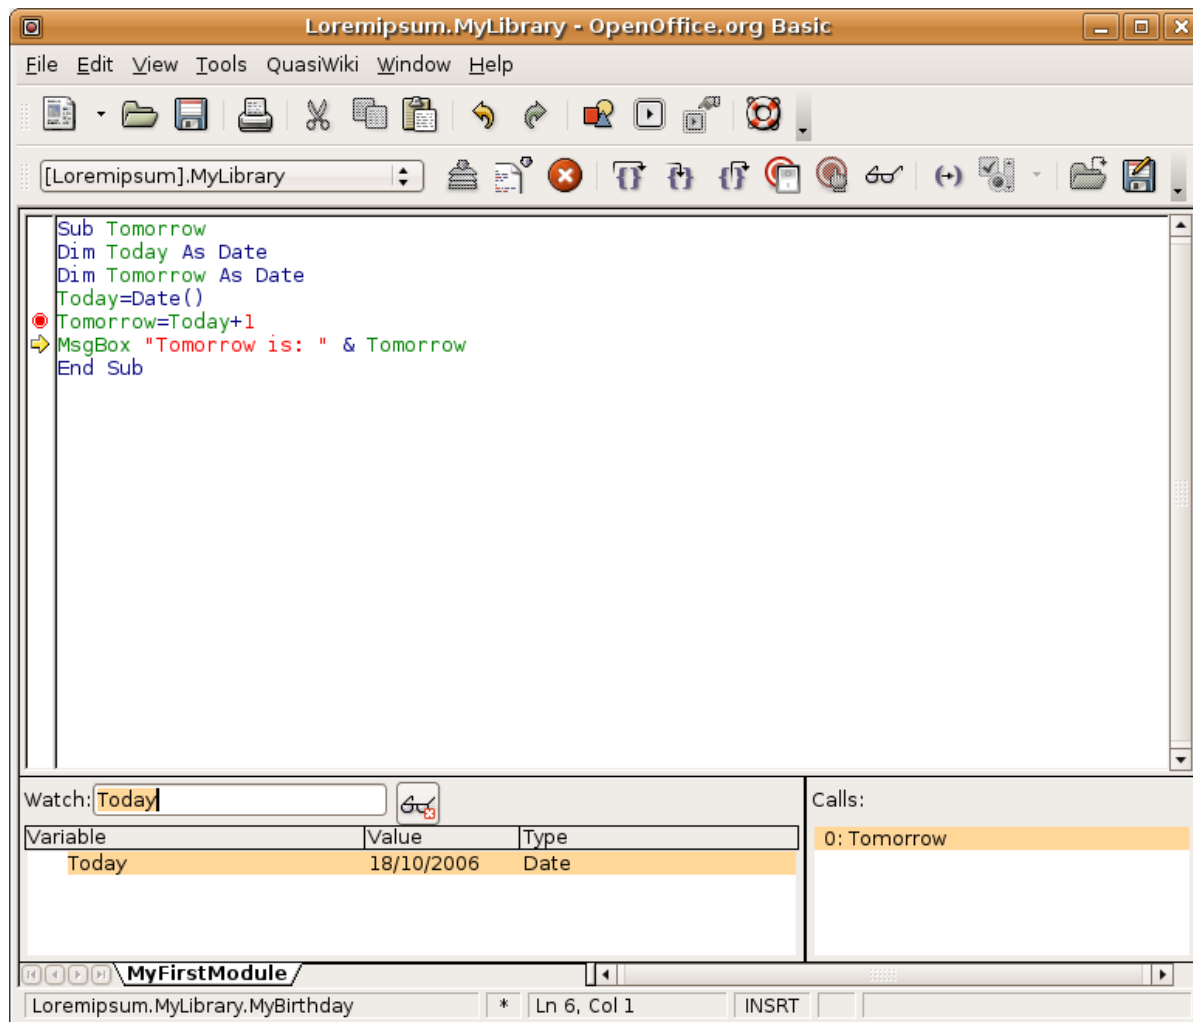 Loremipsum.MyLibrary - OpenOffice.org Basic
File Edit View Tools QuasiWiki Window Help
[Loremipsum].MyLibrary
Sub Tomorrow
Dim Today As Date
Dim Tomorrow As Date
Today=Date()
Tomorrow=Today+1
MsgBox "Tomorrow is: " & Tomorrow
End Sub
Watch: Today
Calls:
Variable Value Type
0: Tomorrow
Today 18/10/2006 Date
MyFirstModule
Loremipsum.MyLibrary.MyBirthday * Ln 6, Col 1 INSRT